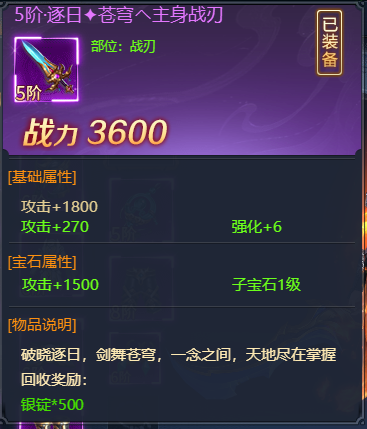 5阶·逐日✦苍穹へ主身战刃
已装备
部位：战刃
5阶
战力 3600
[基础属性]
攻击+1800
攻击+270 强化+6
[宝石属性]
攻击+1500 子宝石1级
[物品说明]
破晓逐日，剑舞苍穹，一念之间，天地尽在掌握
回收奖励：
银锭*500